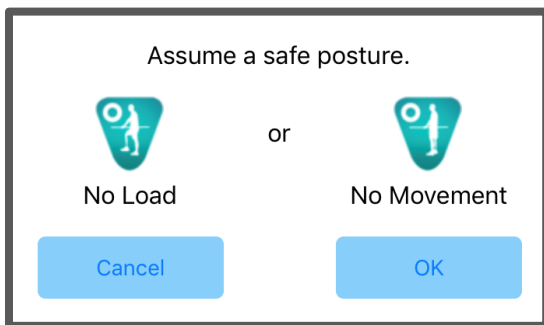 Assume a safe posture.
or
No Load
No Movement
Cancel
OK